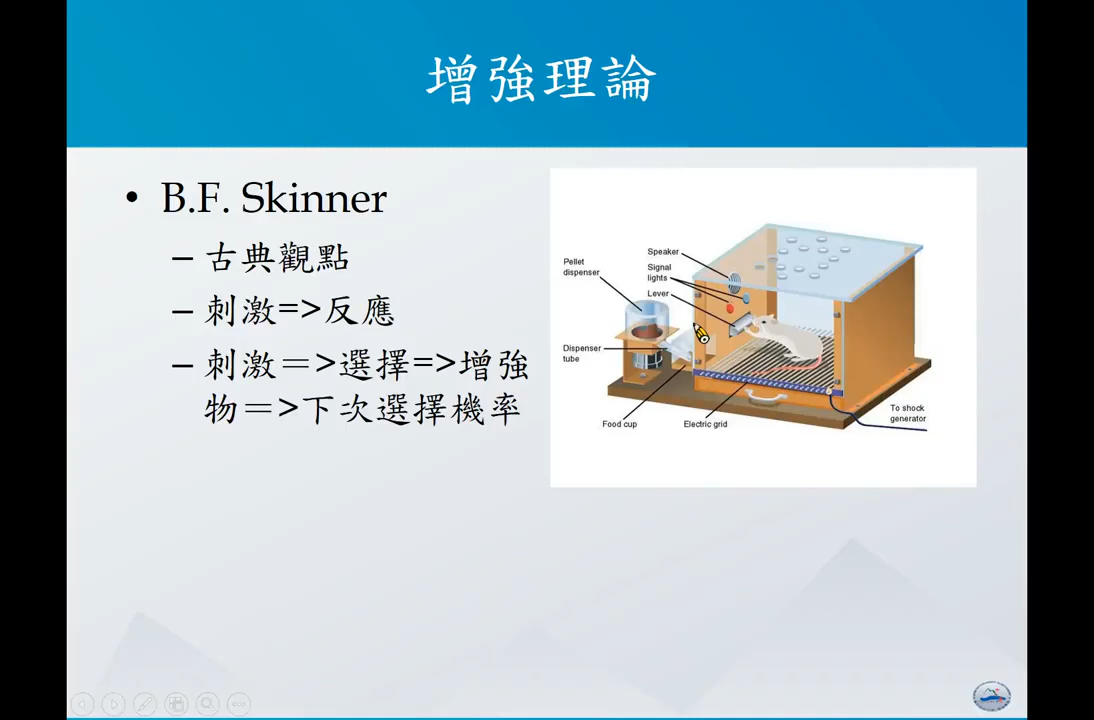 增強理論
• B.F. Skinner
– 古典觀點
– 刺激=>反應
– 刺激＝>選擇=>增強
物＝>下次選擇機率
Speaker
Pellet
dispenser
Signal
lights
Lever
Dispenser
tube
Food cup
Electric grid
To shock
generator